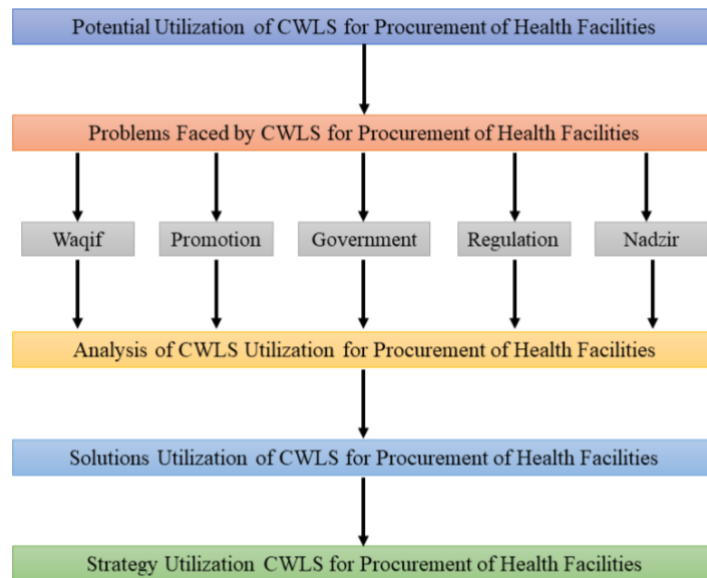 Potential Utilization of CWLS for Procurement of Health Facilities
Problems Faced by CWLS for Procurement of Health Facilities
Waqif
Promotion
Government
Regulation
Nadzir
Analysis of CWLS Utilization for Procurement of Health Facilities
Solutions Utilization of CWLS for Procurement of Health Facilities
Strategy Utilization CWLS for Procurement of Health Facilities